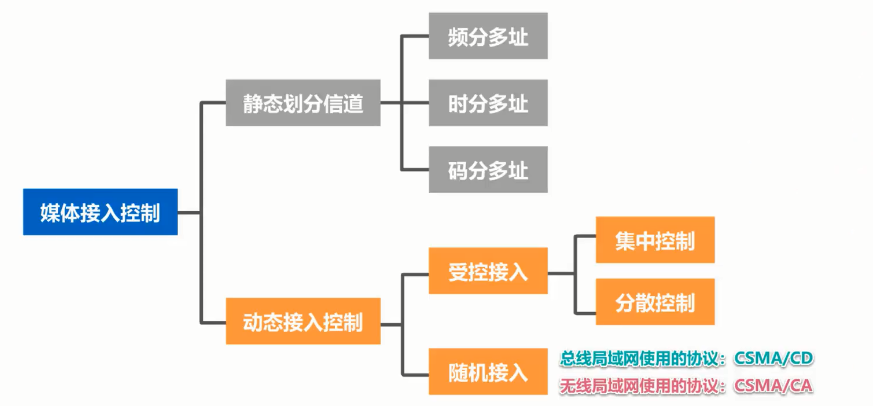 频分多址
静态划分信道
时分多址
码分多址
媒体接入控制
集中控制
受控接入
分散控制
动态接入控制
随机接入
总线局域网使用的协议：CSMA/CD
无线局域网使用的协议：CSMA/CA